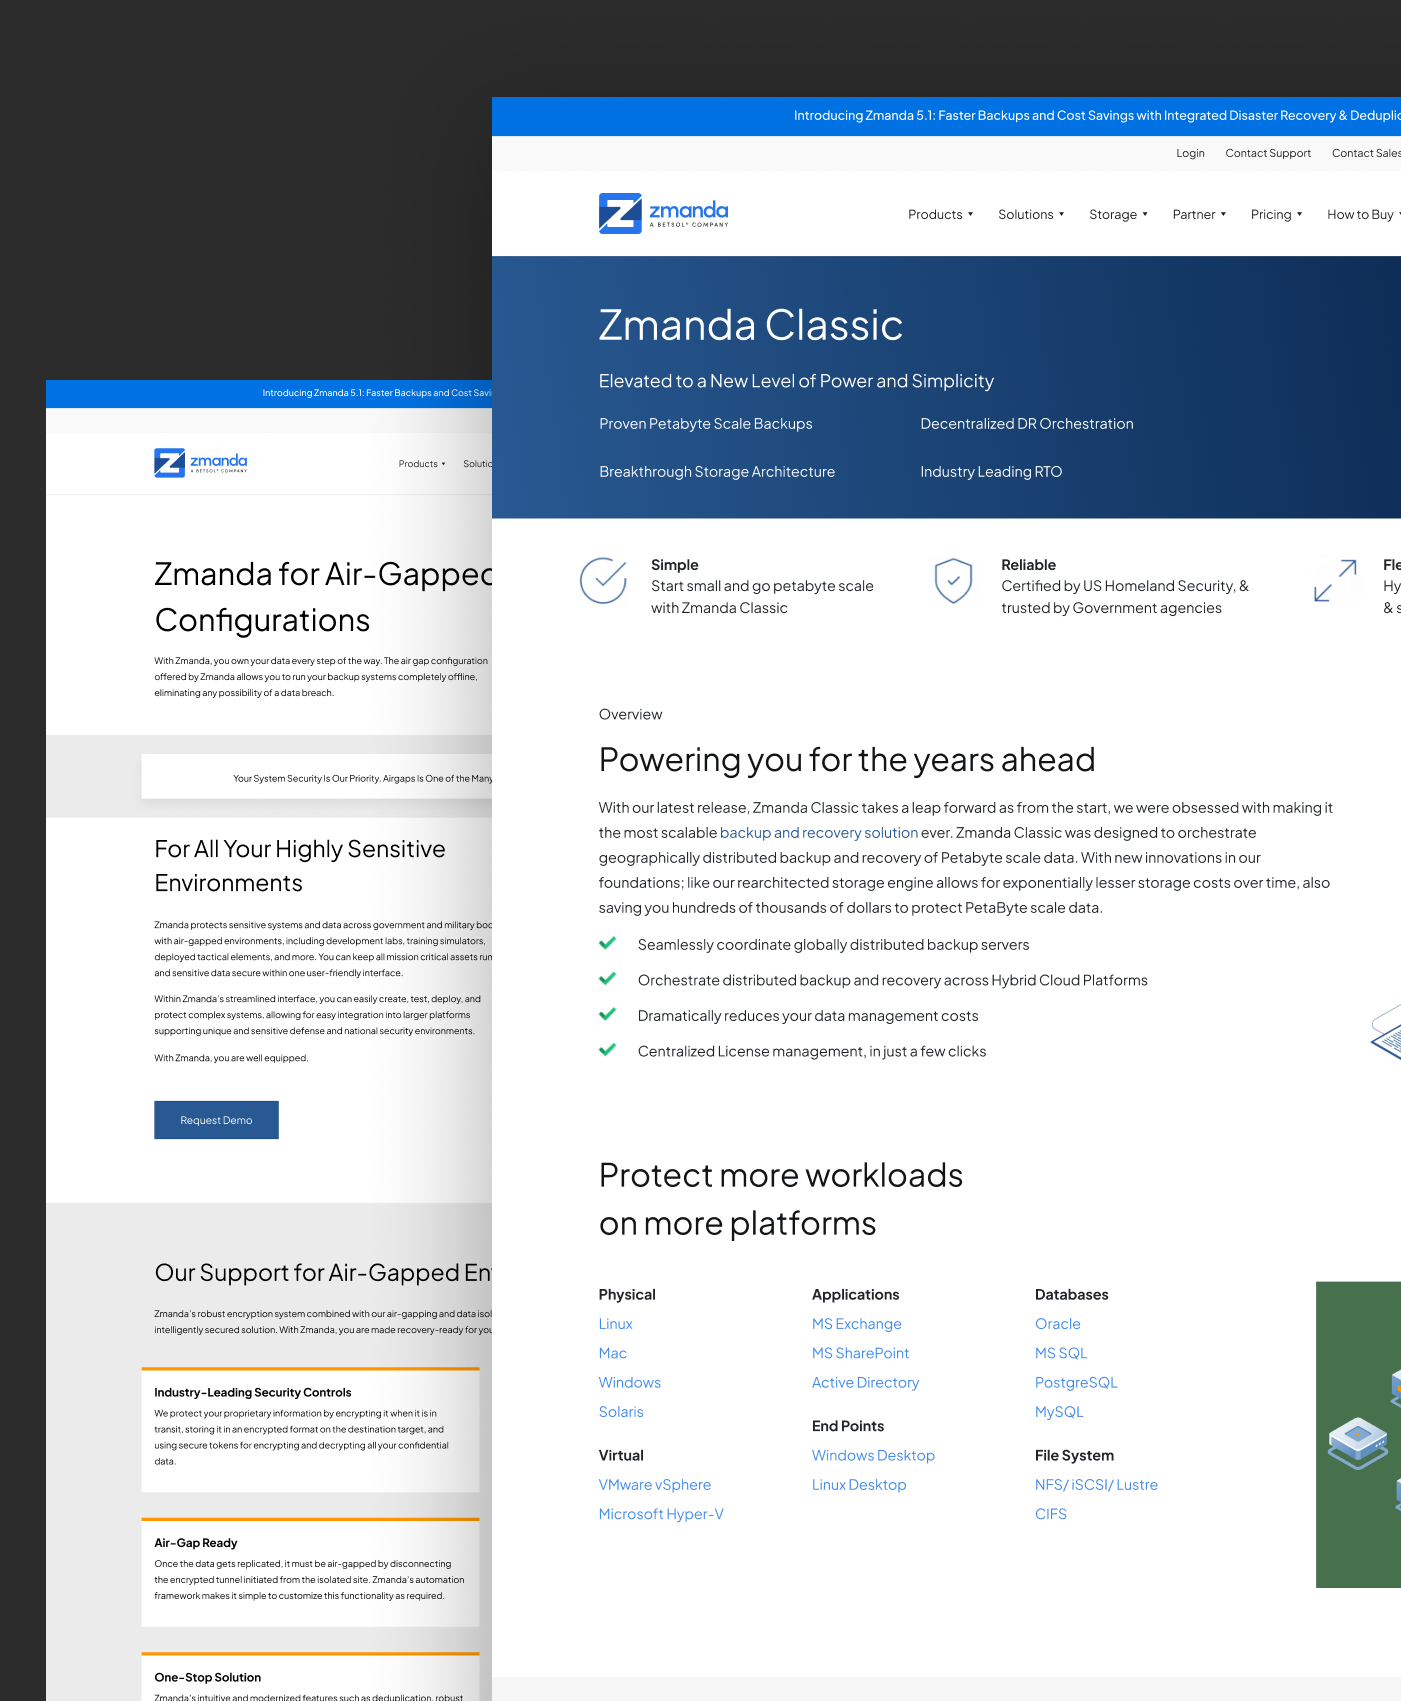 Introducing Zmanda 5.1: Faster Backups and Cost Savings with Integrated Disaster Recovery &
Login Contact Support Contact Sales
zmanda
A BETSOL® COMPANY
Products Solutions Storage Partner Pricing How to Buy
Zmanda Classic
Elevated to a New Level of Power and Simplicity
Proven Petabyte Scale Backups Decentralized DR Orchestration
Breakthrough Storage Architecture Industry Leading RTO
Simple
Start small and go petabyte scale
with Zmanda Classic
Reliable
Certified by US Homeland Security, &
trusted by Government agencies
Overview
Powering you for the years ahead
With our latest release, Zmanda Classic takes a leap forward as from the start, we were obsessed with making it
the most scalable backup and recovery solution ever. Zmanda Classic was designed to orchestrate
geographically distributed backup and recovery of Petabyte scale data. With new innovations in our
foundations; like our rearchitected storage engine allows for exponentially lesser storage costs over time, also
saving you hundreds of thousands of dollars to protect PetaByte scale data.
Seamlessly coordinate globally distributed backup servers
Orchestrate distributed backup and recovery across Hybrid Cloud Platforms
Dramatically reduces your data management costs
Centralized License management, in just a few clicks
Protect more workloads
on more platforms
Physical
Linux
Mac
Windows
Solaris
Virtual
VMware vSphere
Microsoft Hyper-V
Applications
MS Exchange
MS SharePoint
Active Directory
End Points
Windows Desktop
Linux Desktop
Databases
Oracle
MS SQL
PostgreSQL
MySQL
File System
NFS/ iSCSI/ Lustre
CIFS
Introducing Zmanda 5.1: Faster Backups and Cost
zmanda
A BETSOL® COMPANY
Products
Zmanda for Air-Gapped
Configurations
With Zmanda, you own your data every step of the way. The air gap configuration
offered by Zmanda allows you to run your backup systems completely offline,
eliminating any possibility of a data breach.
Your System Security Is Our Priority. Airgaps Is One of the Many
For All Your Highly Sensitive
Environments
Zmanda protects sensitive systems and data across government and military
with air-gapped environments, including development labs, training simulators,
deployed tactical elements, and more. You can keep all mission critical assets
and sensitive data secure within one user-friendly interface.
Within Zmanda's streamlined interface, you can easily create, test, deploy, and
protect complex systems, allowing for easy integration into larger platforms
supporting unique and sensitive defense and national security environments.
With Zmanda, you are well equipped.
Request Demo
Our Support for Air-Gapped
Zmanda's robust encryption system combined with our air-gapping and data
intelligently secured solution. With Zmanda, you are made recovery-ready for
Industry-Leading Security Controls
We protect your proprietary information by encrypting it when it is in
transit, storing it in an encrypted format on the destination target, and
using secure tokens for encrypting and decrypting all your confidential
data.
Air-Gap Ready
Once the data gets replicated, it must be air-gapped by disconnecting
the encrypted tunnel initiated from the isolated site. Zmanda's automation
framework makes it simple to customize this functionality as required.
One-Stop Solution
Zmanda's intuitive and modernized features such as deduplication, robust